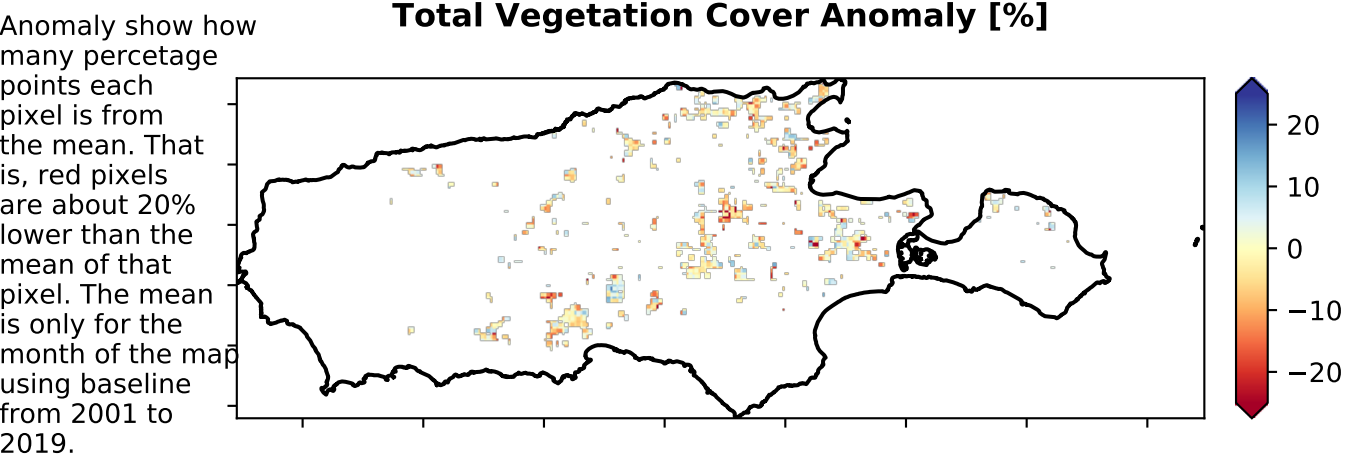 Total Vegetation Cover Anomaly [%]
Anomaly show how
many percetage
points each
pixel is from
the mean. That
is, red pixels
are about 20%
lower than the
mean of that
pixel. The mean
is only for the
month of the map
using baseline
from 2001 to
2019.
20
10
0
−10
−20